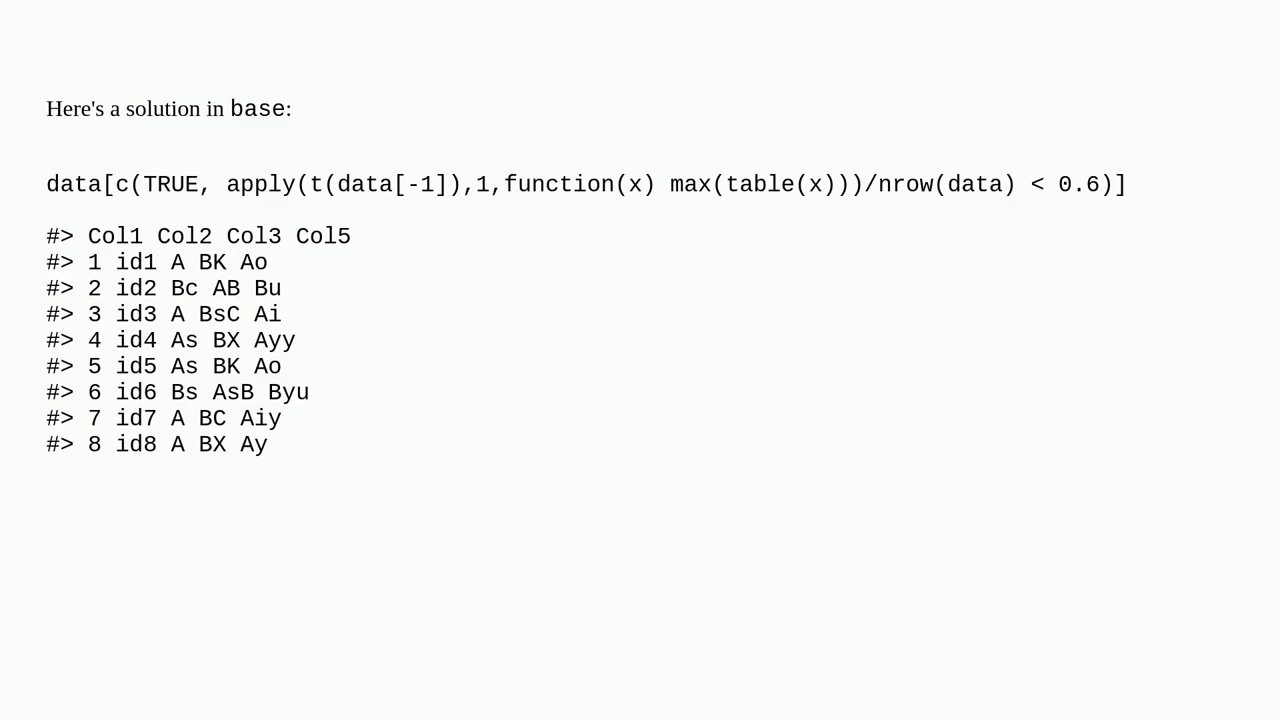 Here's a solution in base:
data[c(TRUE, apply(t(data[-1]),1,function(x) max(table(x)))/nrow(data) < 0.6)]
#> Col1 Col2 Col3 Col5
#> 1 id1 A BK Ao
#> 2 id2 Bc AB Bu
#> 3 id3 A BsC Ai
#> 4 id4 As BX Ayy
#> 5 id5 As BK Ao
#> 6 id6 Bs AsB Byu
#> 7 id7 A BC Aiy
#> 8 id8 A BX Ay